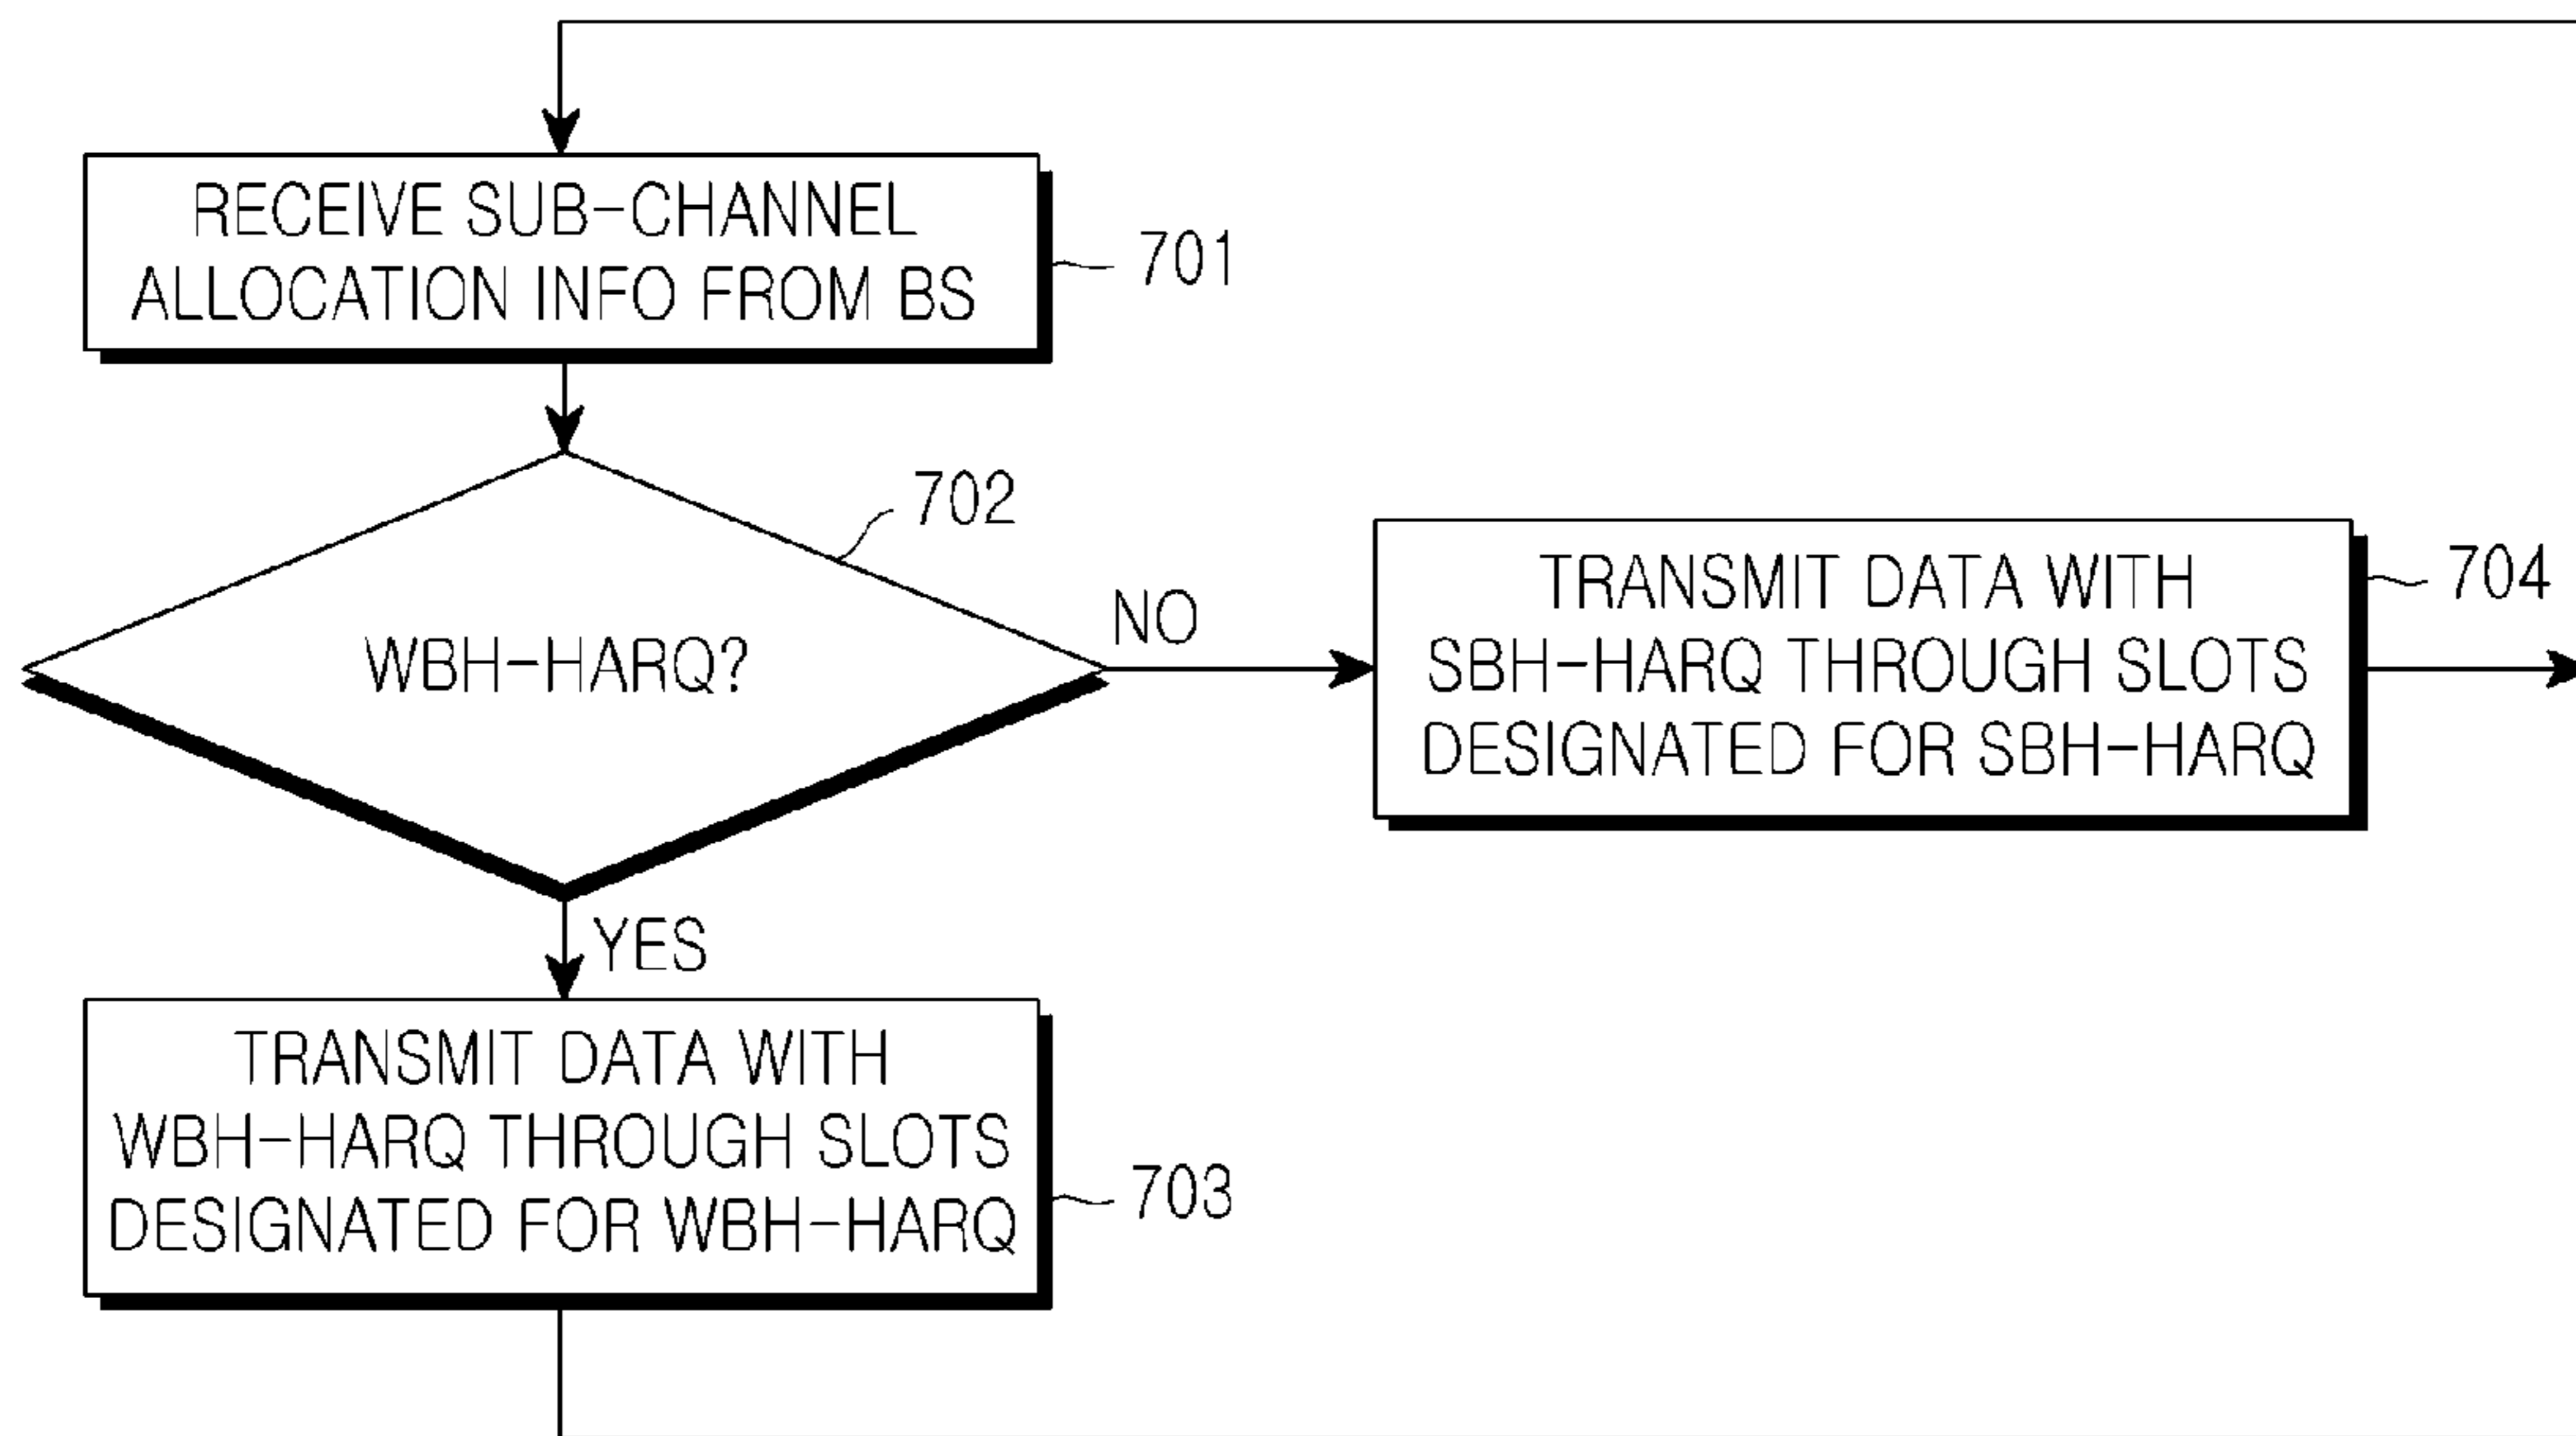 RECEIVE SUB-CHANNEL
ALLOCATION INFO FROM BS
701
702
WBH-HARQ?
NO
TRANSMIT DATA WITH
SBH-HARQ THROUGH SLOTS
DESIGNATED FOR SBH-HARQ
704
YES
TRANSMIT DATA WITH
WBH-HARQ THROUGH SLOTS
DESIGNATED FOR WBH-HARQ
703